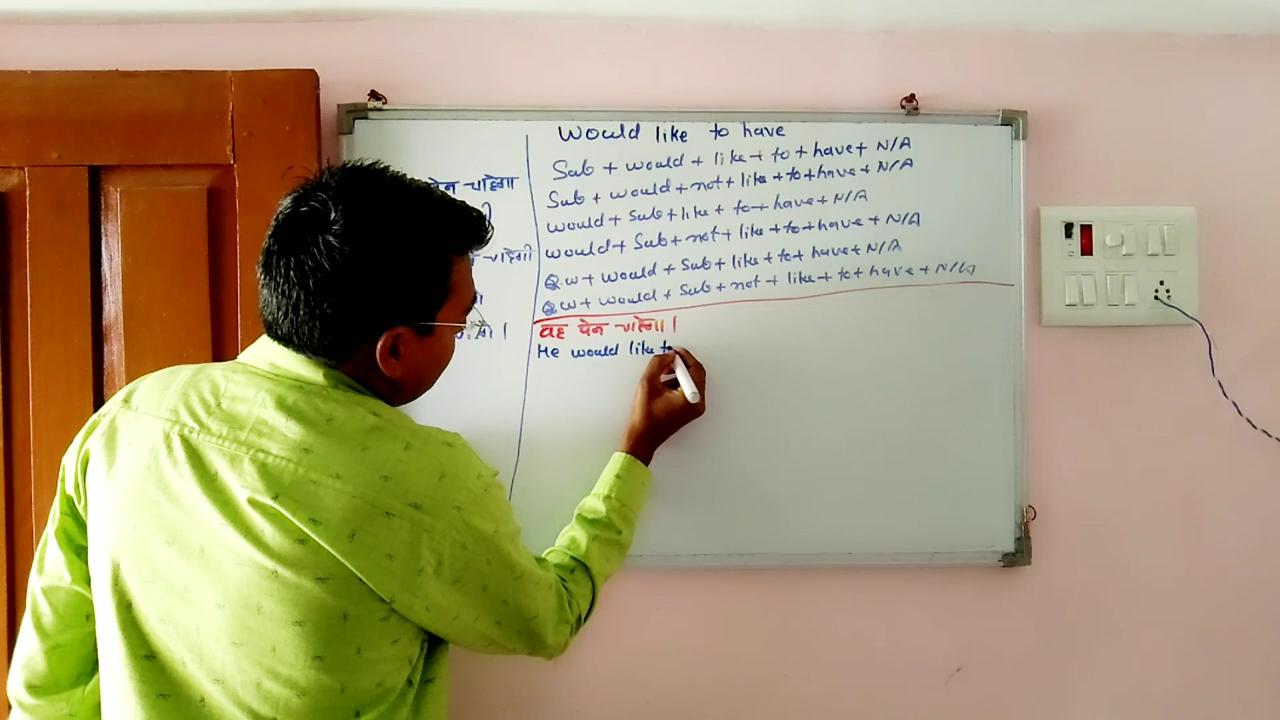 पेन चाहेगा
चाहेगी
Would like to have
Sub + would + like + to + have + N/A
Sub + would + not + like + to + have + N/A
would + Sub + like + to + have + N/A
would + Sub + not + like + to + have + N/A
Q.w + would + Sub + like + to + have + N/A
Q.w + would + Sub + not + like + to + have + N/A
वह पेन चाहेगा।
He would like to